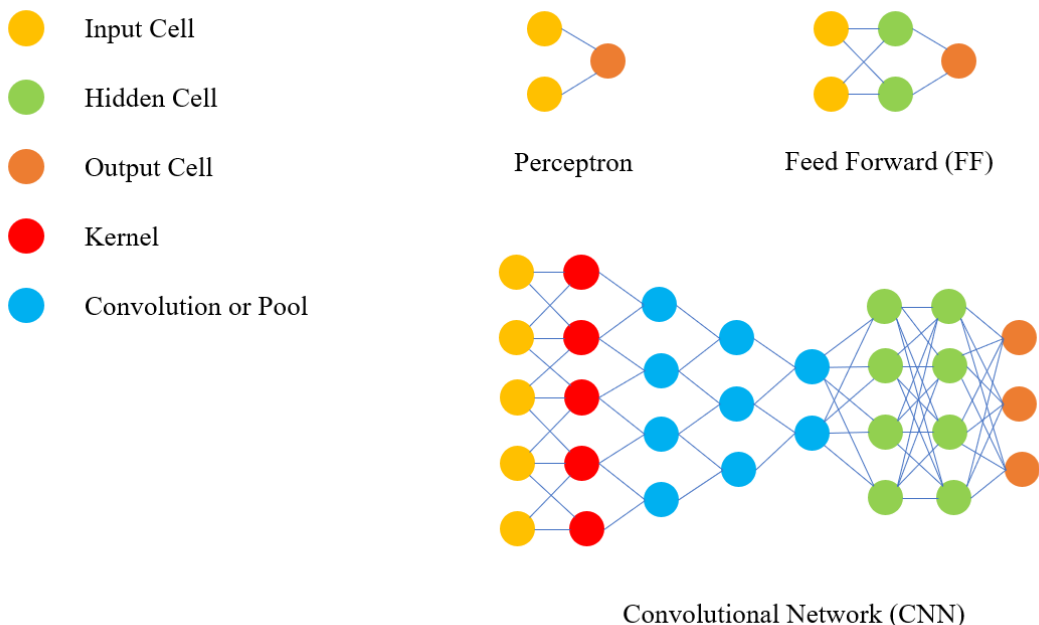 Input Cell
Hidden Cell
Output Cell
Kernel
Convolution or Pool
Perceptron
Feed Forward (FF)
Convolutional Network (CNN)